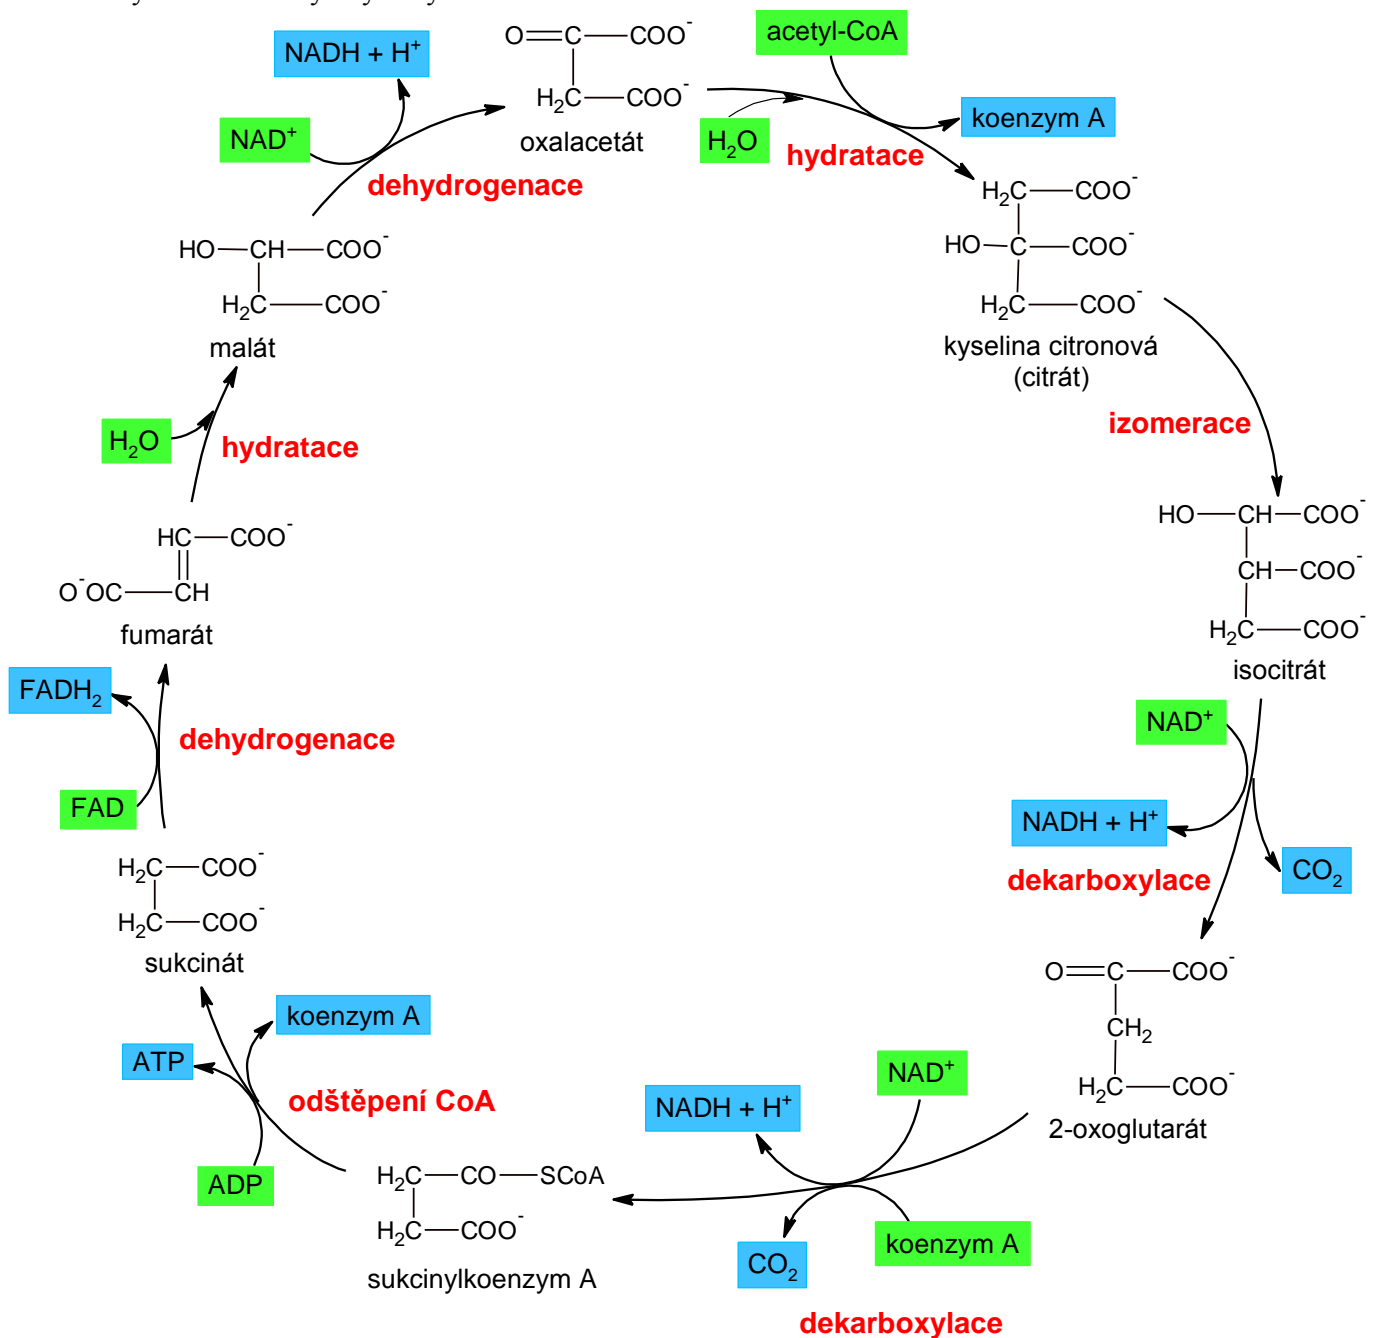 O=C—COO⁻
H₂C—COO⁻
oxalacetát
acetyl-CoA
H₂O
koenzym A
hydratace
H₂C—COO⁻
HO—C—COO⁻
H₂C—COO⁻
kyselina citronová
(citrát)
izomerace
HO—CH—COO⁻
CH—COO⁻
H₂C—COO⁻
isocitrát
NAD⁺
NADH + H⁺
CO₂
dekarboxylace
O=C—COO⁻
CH₂
H₂C—COO⁻
2-oxoglutarát
NAD⁺
NADH + H⁺
koenzym A
CO₂
dekarboxylace
H₂C—CO—SCoA
H₂C—COO⁻
sukcinylkoenzym A
odštěpení CoA
koenzym A
ATP
ADP
H₂C—COO⁻
H₂C—COO⁻
sukcinát
FAD
FADH₂
dehydrogenace
HC—COO⁻
O⁻OC—CH
fumarát
H₂O
hydratace
HO—CH—COO⁻
H₂C—COO⁻
malát
NAD⁺
NADH + H⁺
dehydrogenace